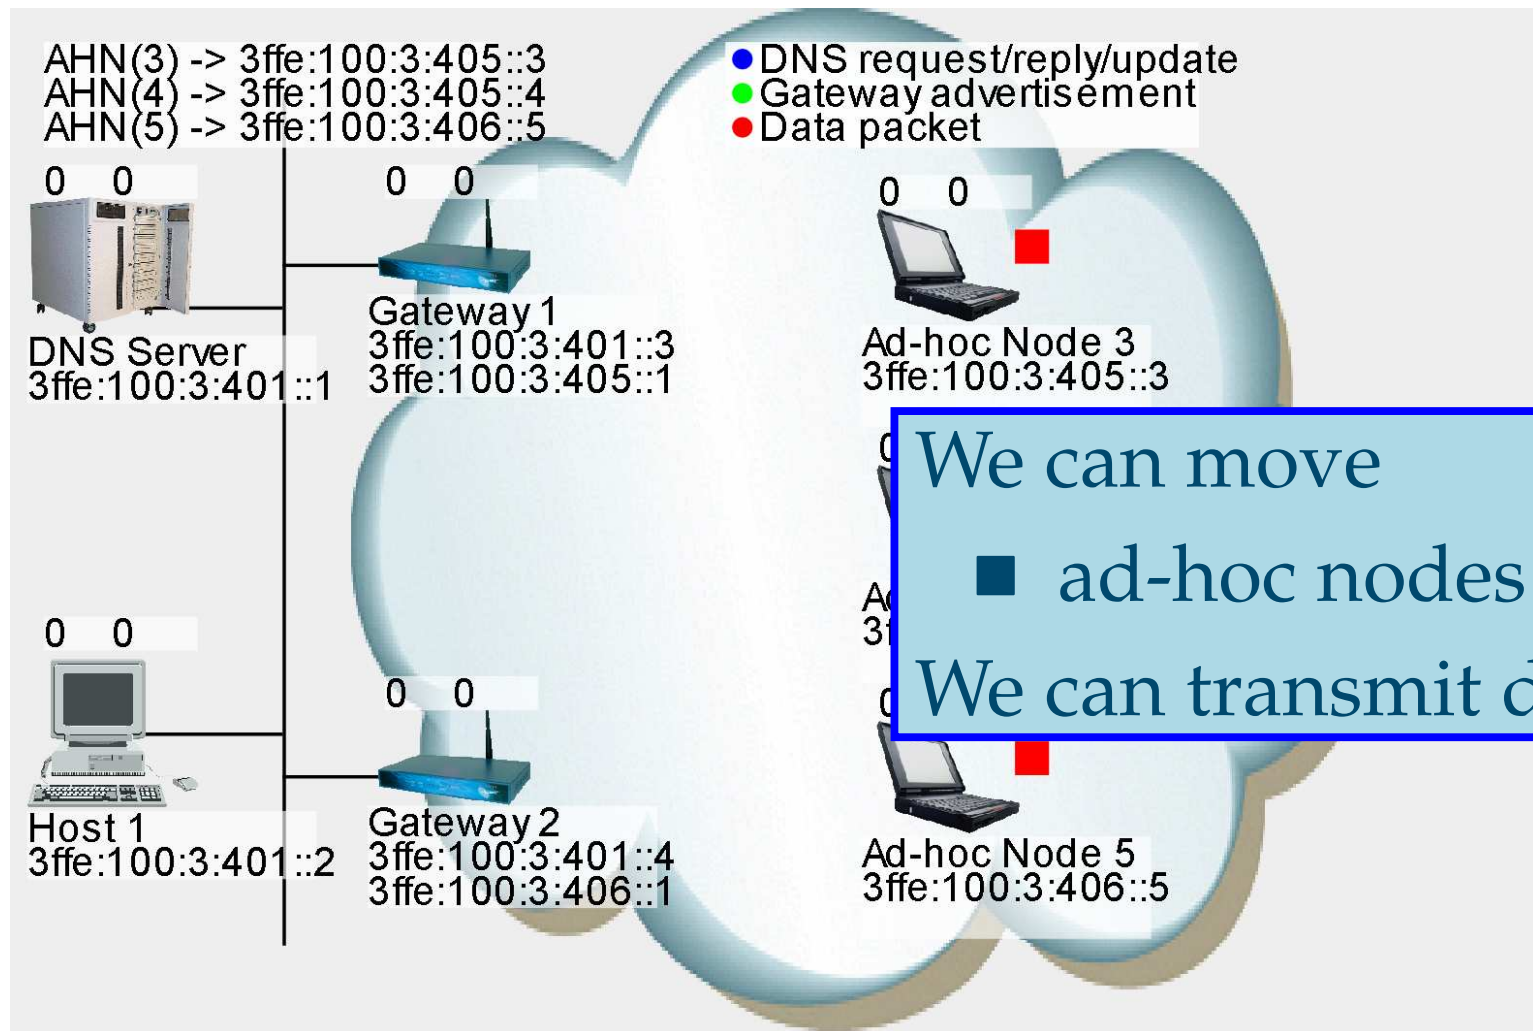 AHN(3) -> 3ffe:100:3:405::3
AHN(4) -> 3ffe:100:3:405::4
AHN(5) -> 3ffe:100:3:406::5
DNS request/reply/update
Gateway advertisement
Data packet
0 0
DNS Server
3ffe:100:3:401::1
0 0
Gateway 1
3ffe:100:3:401::3
3ffe:100:3:405::1
0 0
Ad-hoc Node 3
3ffe:100:3:405::3
We can move
■ ad-hoc nodes
We can transmit
0 0
Host 1
3ffe:100:3:401::2
0 0
Gateway 2
3ffe:100:3:401::4
3ffe:100:3:406::1
Ad-hoc Node 5
3ffe:100:3:406::5